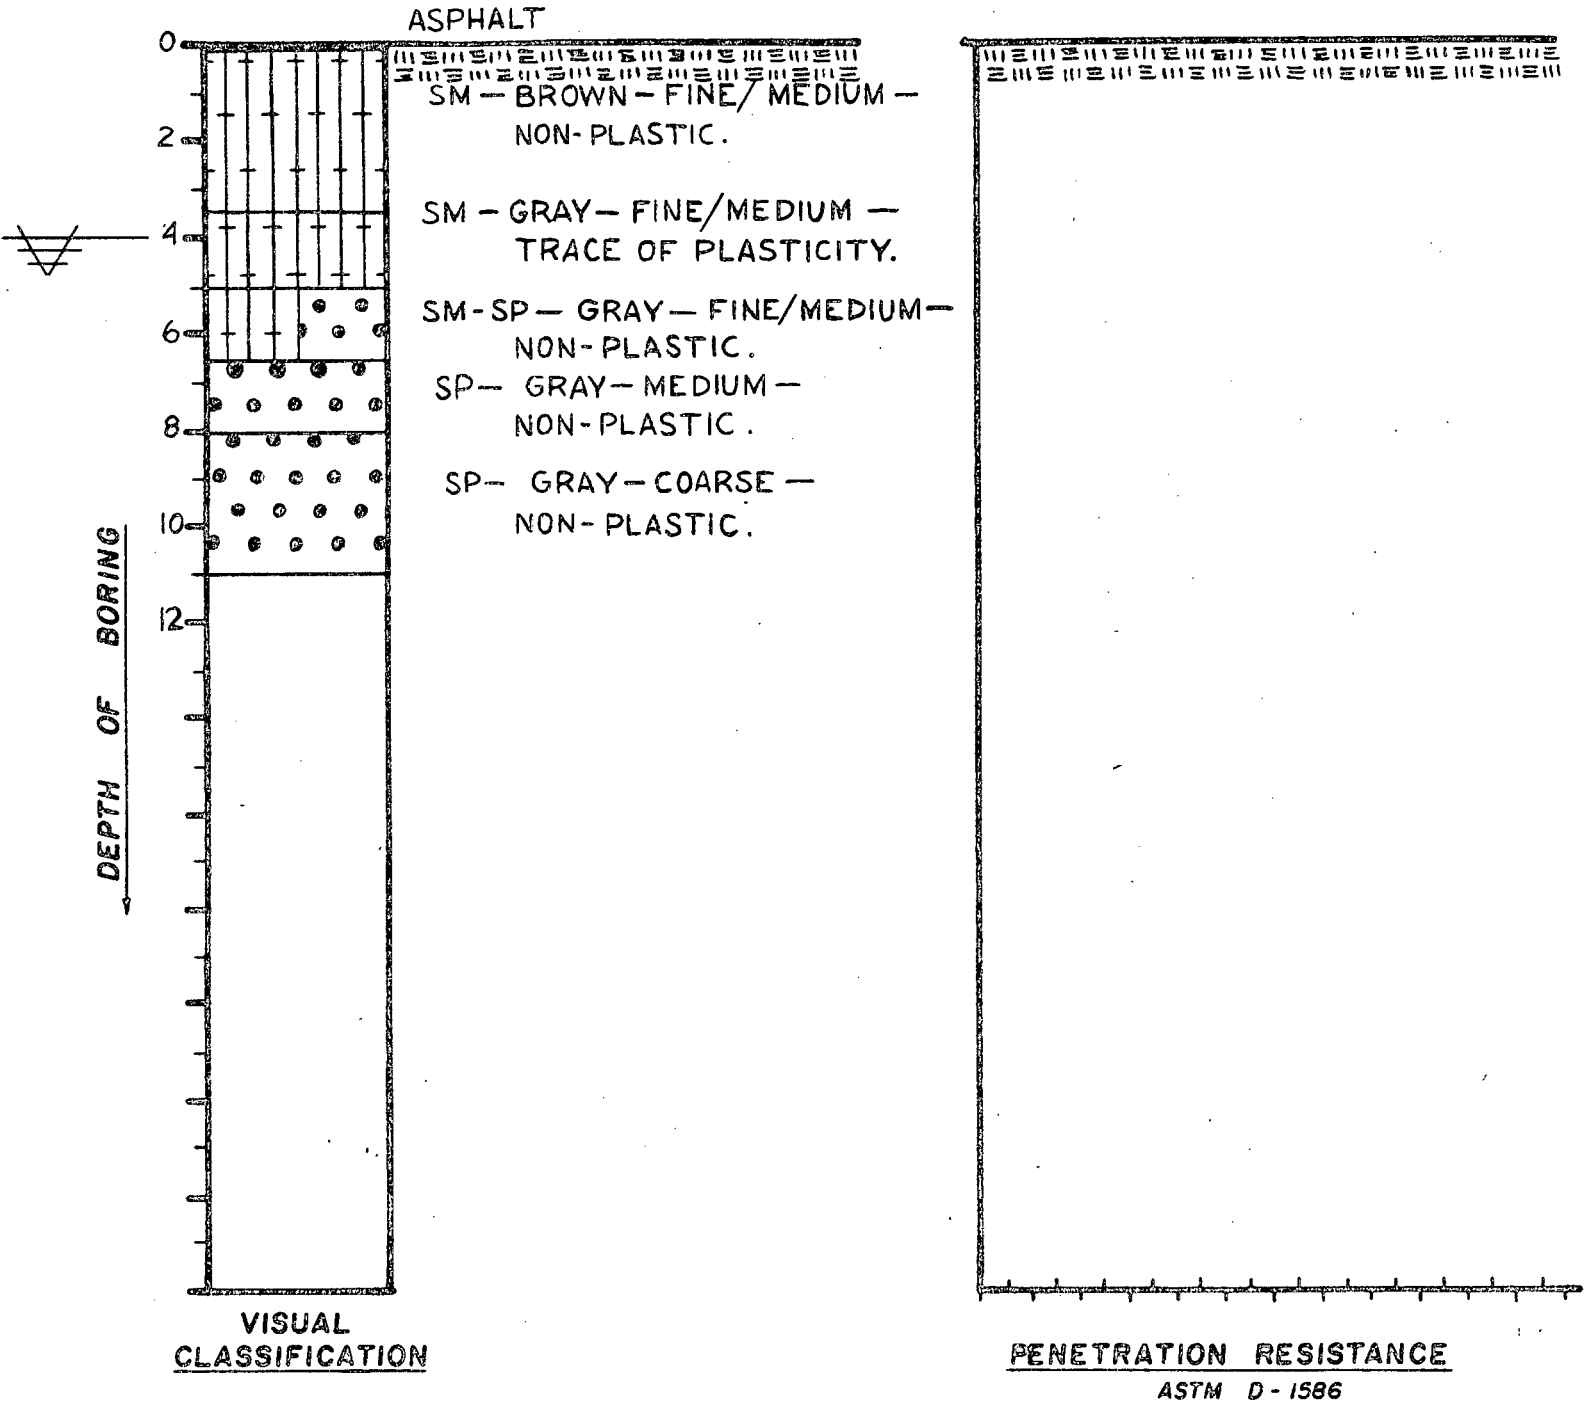 ASPHALT
0
SM — BROWN — FINE/MEDIUM —
NON-PLASTIC.
2
SM — GRAY — FINE/MEDIUM —
4
TRACE OF PLASTICITY.
SM-SP — GRAY — FINE/MEDIUM —
6
NON-PLASTIC.
SP — GRAY — MEDIUM —
8
NON-PLASTIC.
SP — GRAY — COARSE —
10
NON-PLASTIC.
12
DEPTH OF BORING
VISUAL
CLASSIFICATION
PENETRATION RESISTANCE
ASTM D-1586